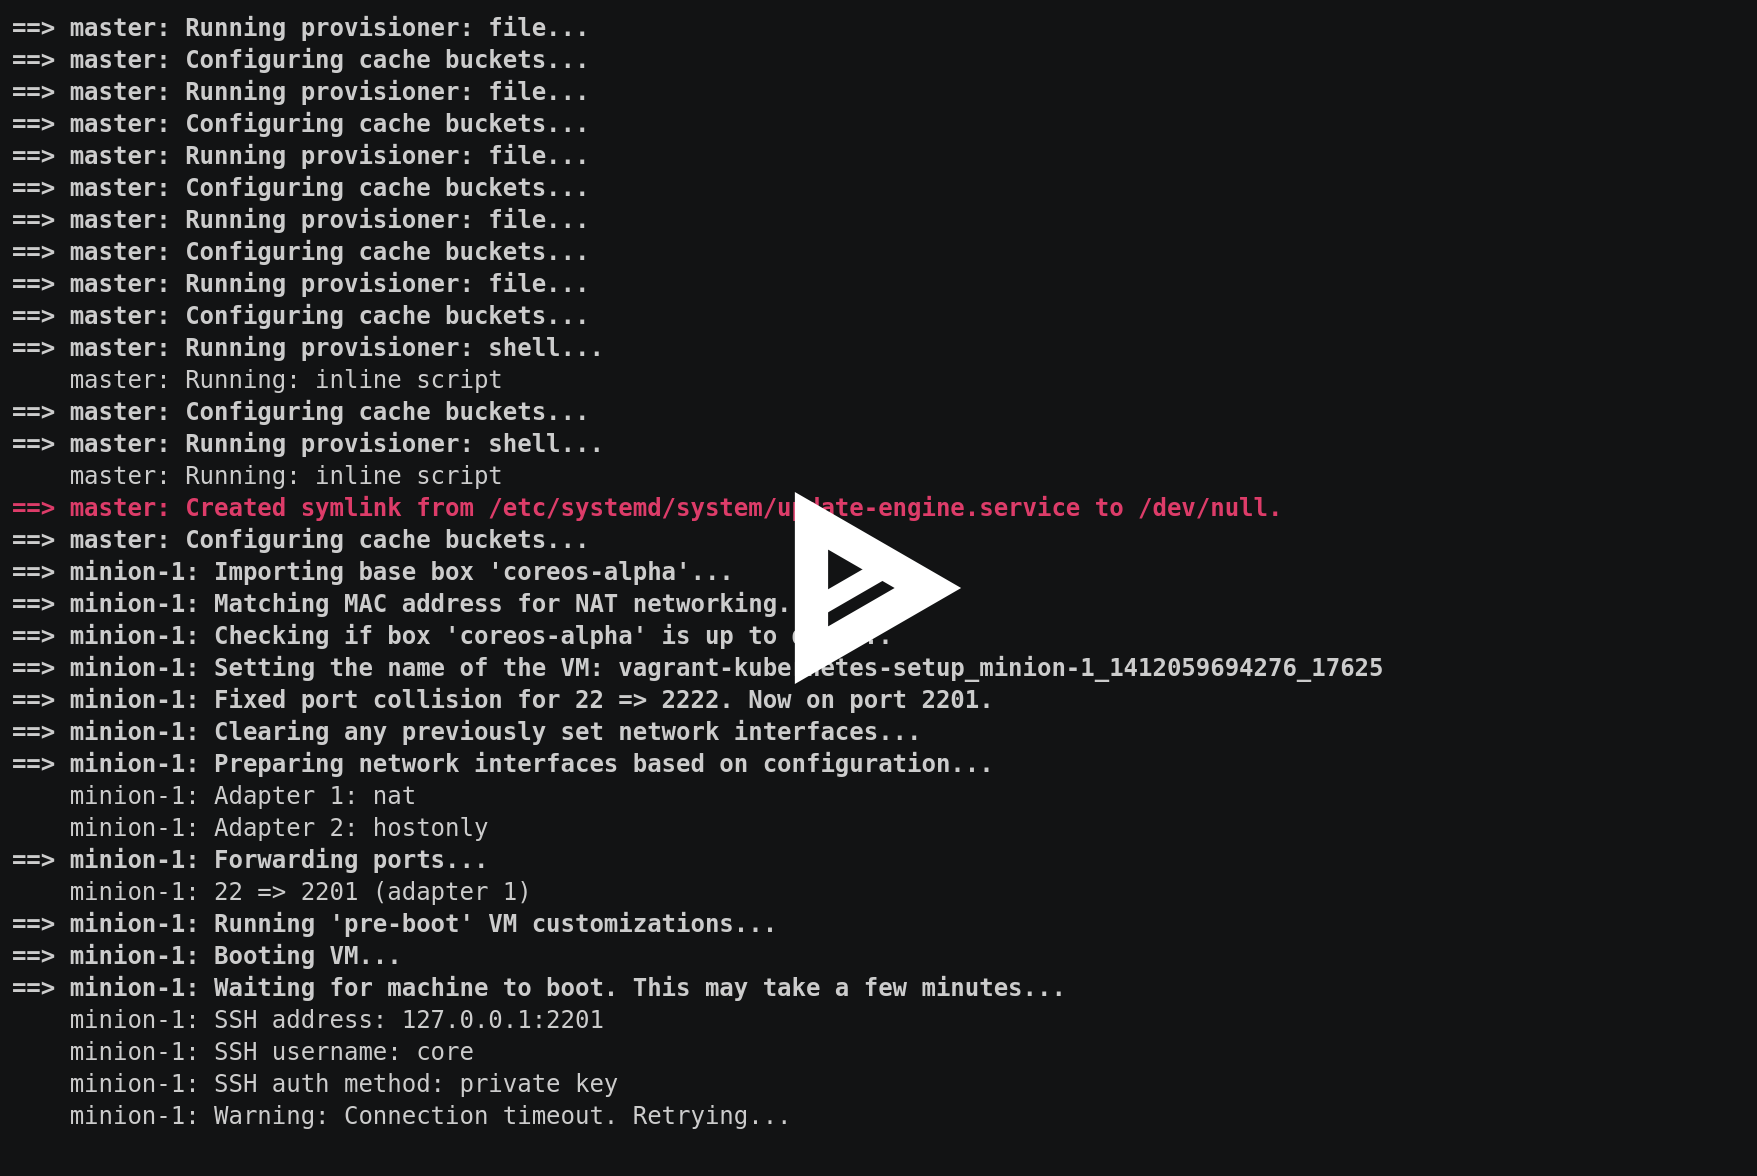 ==> master: Running provisioner: file...
==> master: Configuring cache buckets...
==> master: Running provisioner: file...
==> master: Configuring cache buckets...
==> master: Running provisioner: file...
==> master: Configuring cache buckets...
==> master: Running provisioner: file...
==> master: Configuring cache buckets...
==> master: Running provisioner: file...
==> master: Configuring cache buckets...
==> master: Running provisioner: shell...
    master: Running: inline script
==> master: Configuring cache buckets...
==> master: Running provisioner: shell...
    master: Running: inline script
==> master: Created symlink from /etc/systemd/system/update-engine.service to /dev/null.
==> master: Configuring cache buckets...
==> minion-1: Importing base box 'coreos-alpha'...
==> minion-1: Matching MAC address for NAT networking.
==> minion-1: Checking if box 'coreos-alpha' is up to
==> minion-1: Setting the name of the VM: vagrant-kubernetes-setup_minion-1_1412059694276_17625
==> minion-1: Fixed port collision for 22 => 2222. Now on port 2201.
==> minion-1: Clearing any previously set network interfaces...
==> minion-1: Preparing network interfaces based on configuration...
    minion-1: Adapter 1: nat
    minion-1: Adapter 2: hostonly
==> minion-1: Forwarding ports...
    minion-1: 22 => 2201 (adapter 1)
==> minion-1: Running 'pre-boot' VM customizations...
==> minion-1: Booting VM...
==> minion-1: Waiting for machine to boot. This may take a few minutes...
    minion-1: SSH address: 127.0.0.1:2201
    minion-1: SSH username: core
    minion-1: SSH auth method: private key
    minion-1: Warning: Connection timeout. Retrying...